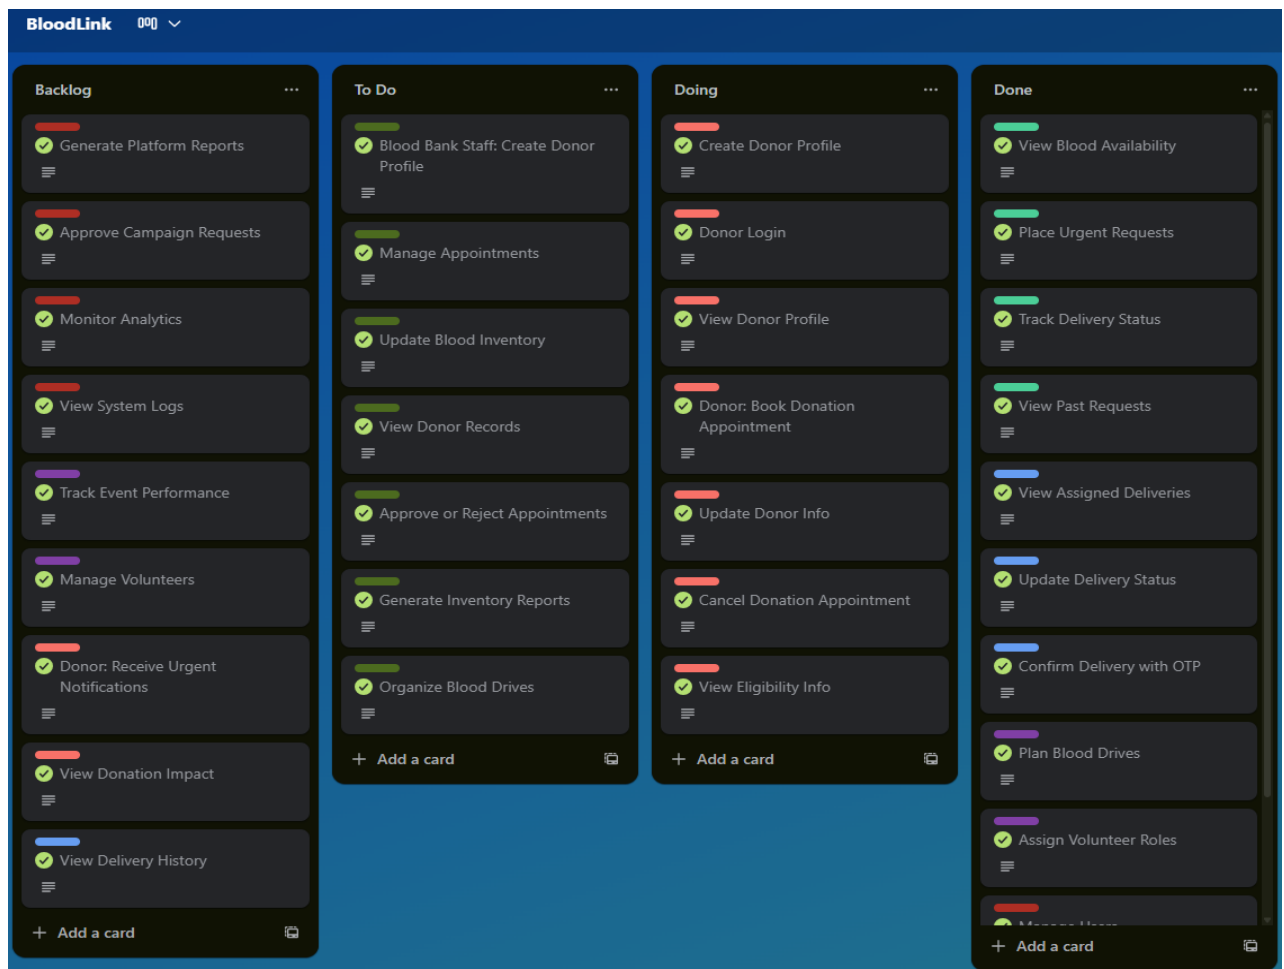 BloodLink
Backlog
Generate Platform Reports
Approve Campaign Requests
Monitor Analytics
View System Logs
Track Event Performance
Manage Volunteers
Donor: Receive Urgent
Notifications
View Donation Impact
View Delivery History
+ Add a card
To Do
Blood Bank Staff: Create Donor
Profile
Manage Appointments
Update Blood Inventory
View Donor Records
Approve or Reject Appointments
Generate Inventory Reports
Organize Blood Drives
+ Add a card
Doing
Create Donor Profile
Donor Login
View Donor Profile
Donor: Book Donation
Appointment
Update Donor Info
Cancel Donation Appointment
View Eligibility Info
+ Add a card
Done
View Blood Availability
Place Urgent Requests
Track Delivery Status
View Past Requests
View Assigned Deliveries
Update Delivery Status
Confirm Delivery with OTP
Plan Blood Drives
Assign Volunteer Roles
Manage Users
+ Add a card